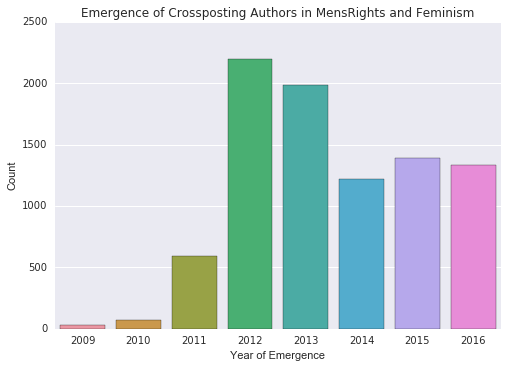 Emergence of Crossposting Authors in MensRights and Feminism
2500
2000
1500
1000
500
0
Count
2009 2010 2011 2012 2013 2014 2015 2016
Year of Emergence